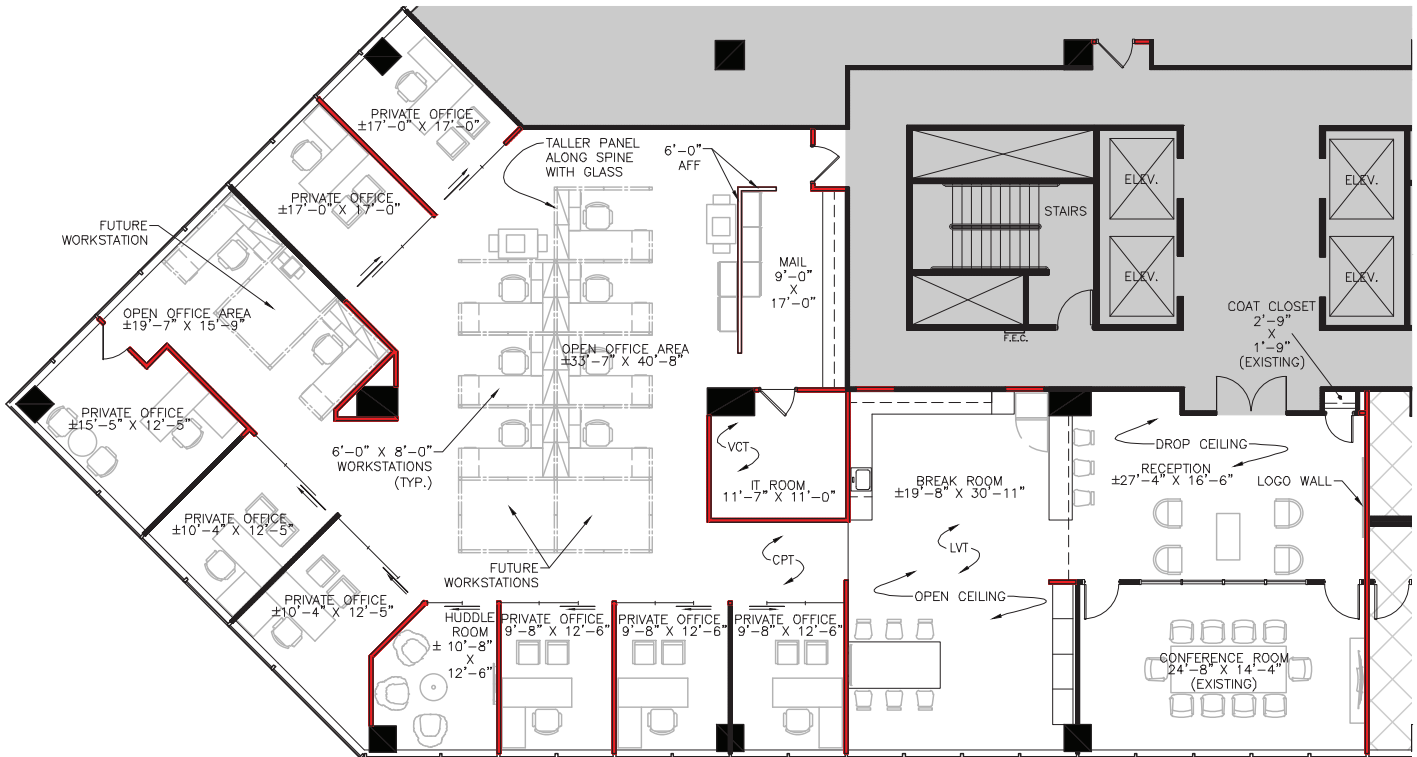 PRIVATE OFFICE
±17'-0" X 17'-0"
TALLER PANEL
ALONG SPINE
WITH GLASS
6'-0"
AFF
PRIVATE OFFICE
±17'-0" X 17'-0"
FUTURE
WORKSTATION
MAIL
9'-0"
X
17'-0"
STAIRS
ELEV.
ELEV.
ELEV.
ELEV.
F.E.C.
COAT CLOSET
2'-9"
X
1'-9"
(EXISTING)
OPEN OFFICE AREA
±19'-7" X 15'-9"
OPEN OFFICE AREA
±33'-7" X 40'-8"
PRIVATE OFFICE
±15'-5" X 12'-5"
6'-0" X 8'-0"
WORKSTATIONS
(TYP.)
VCT
IT ROOM
11'-7" X 11'-0"
BREAK ROOM
±19'-8" X 30'-11"
DROP CEILING
RECEPTION
±27'-4" X 16'-6"
LOGO WALL
PRIVATE OFFICE
±10'-4" X 12'-5"
CPT
LVT
FUTURE
WORKSTATIONS
OPEN CEILING
PRIVATE OFFICE
±10'-4" X 12'-5"
HUDDLE
ROOM
± 10'-8"
X
12'-6"
PRIVATE OFFICE
9'-8" X 12'-6"
PRIVATE OFFICE
9'-8" X 12'-6"
PRIVATE OFFICE
9'-8" X 12'-6"
CONFERENCE ROOM
24'-8" X 14'-4"
(EXISTING)